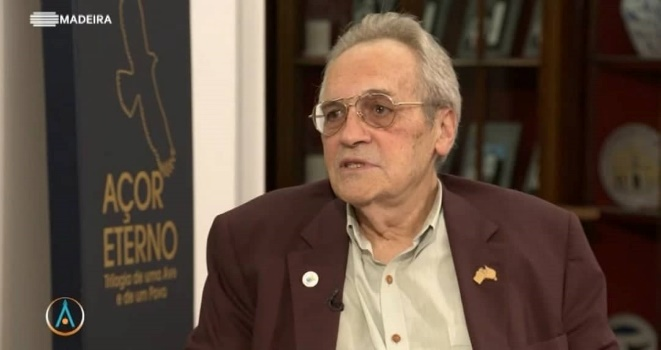 MADEIRA
AÇOR
ETERNO
Trilogia de uma Ave
e de um Povo